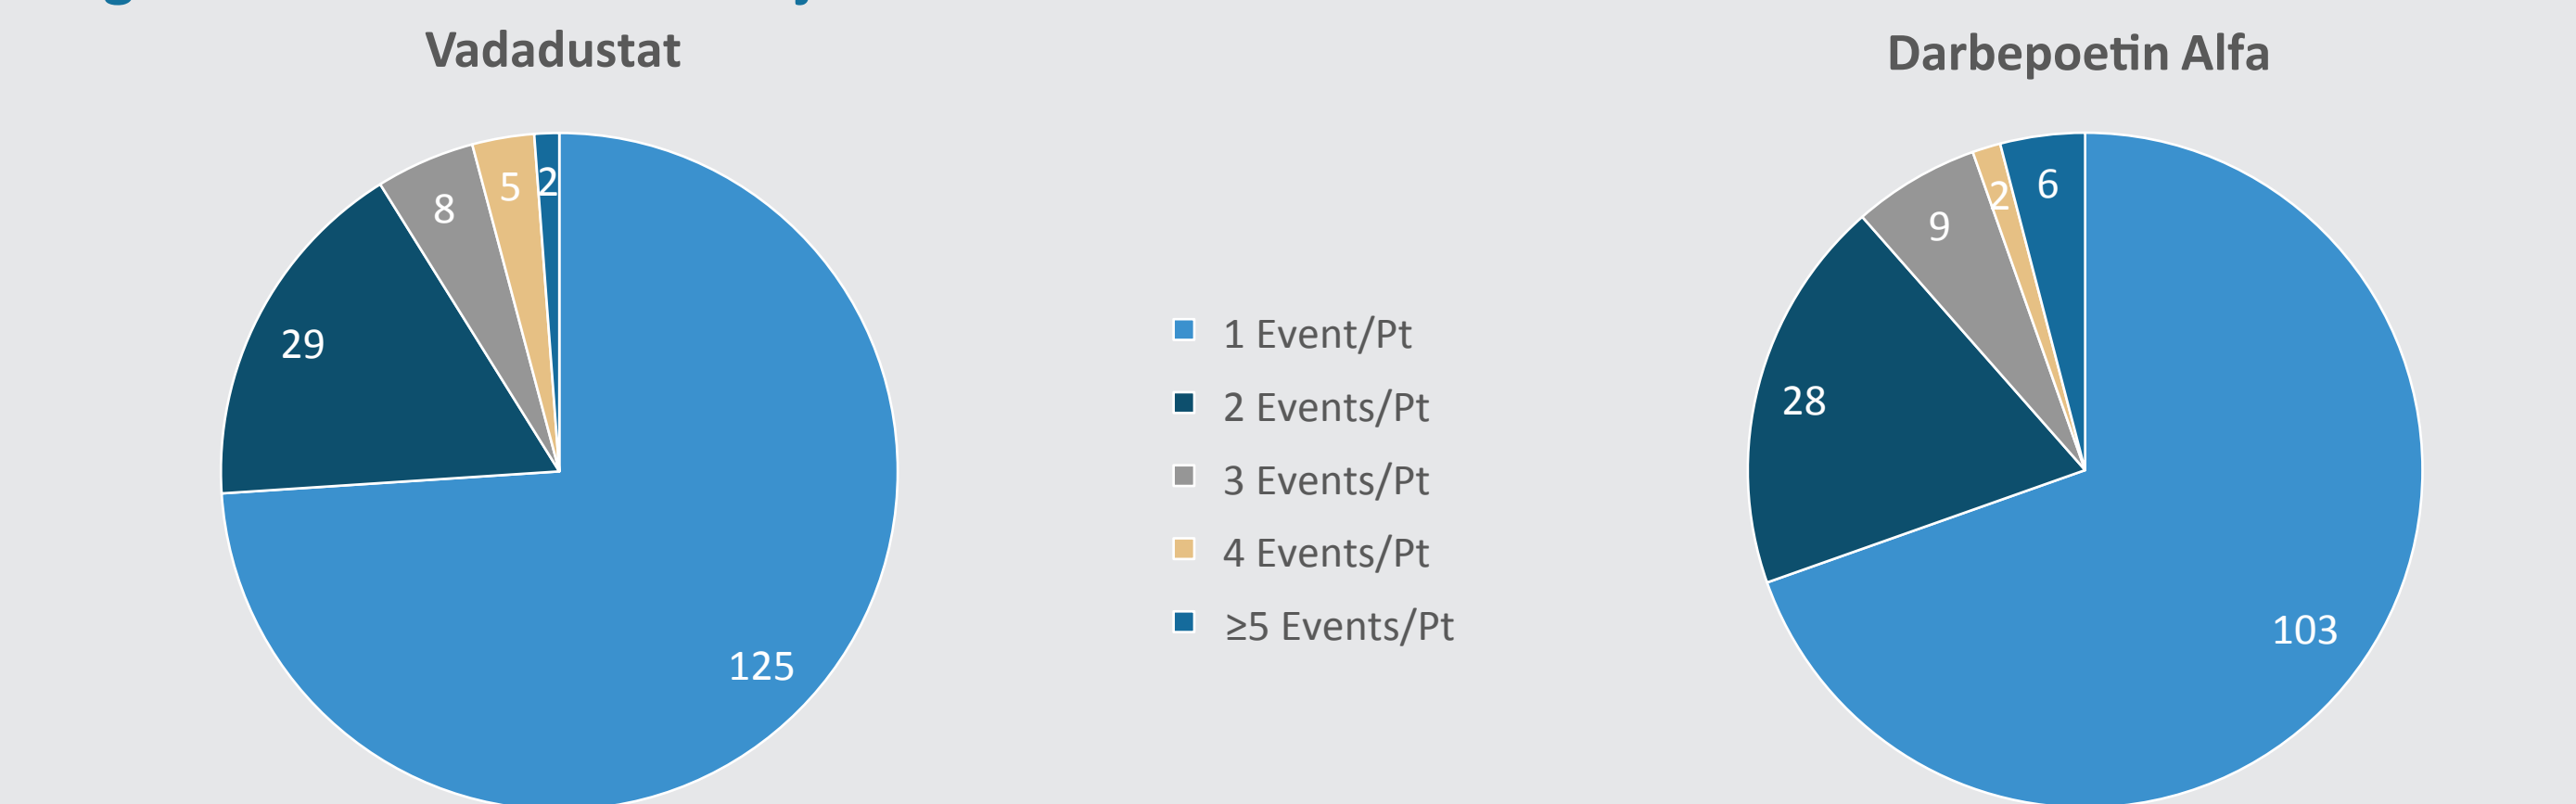 Vadadustat
Darbepoetin Alfa
2
5
8
29
125
1 Event/Pt
2 Events/Pt
3 Events/Pt
4 Events/Pt
≥5 Events/Pt
6
2
9
28
103